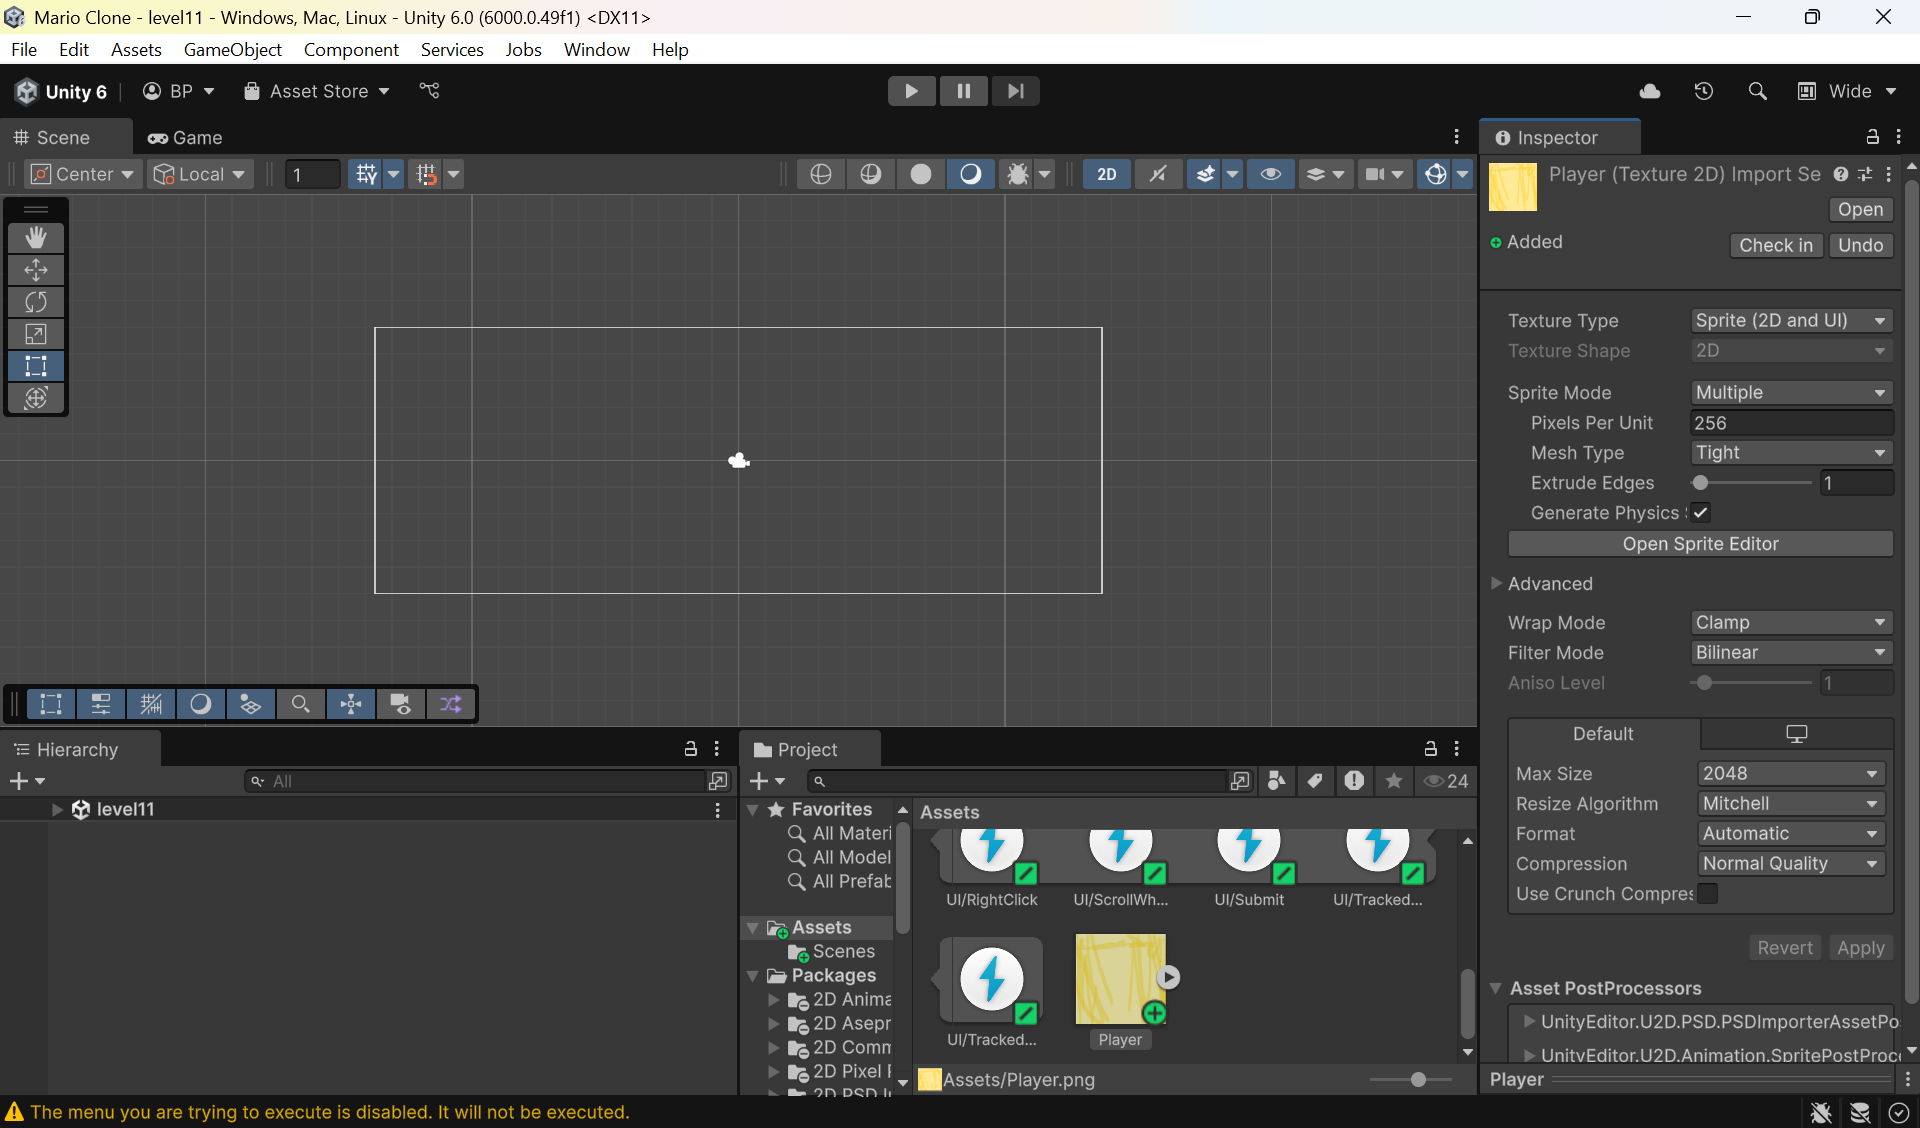 Mario Clone - level11 - Windows, Mac, Linux - Unity 6.0 (6000.0.49f1) <DX11>
File Edit Assets GameObject Component Services Jobs Window Help
Unity 6 BP Asset Store Wide
Scene Game
Inspector
Center Local 1 2D
Player (Texture 2D) Import Se
Open
Added Check in Undo
Texture Type Sprite (2D and UI)
Texture Shape 2D
Sprite Mode Multiple
Pixels Per Unit 256
Mesh Type Tight
Extrude Edges 1
Generate Physics
Open Sprite Editor
Advanced
Wrap Mode Clamp
Filter Mode Bilinear
Aniso Level 1
Default
Max Size 2048
Resize Algorithm Mitchell
Format Automatic
Compression Normal Quality
Use Crunch Compres
Revert Apply
Asset PostProcessors
UnityEditor.U2D.PSD.PSDImporterAssetPo
UnityEditor.U2D.Animation.SpritePostProc
Player
Hierarchy
All
level11
Project
24
Favorites
All Materi
All Model
All Prefab
Assets
Scenes
Packages
2D Anima
2D Asepr
2D Comm
2D Pixel
2D PSD
Assets
UI/RightClick UI/ScrollWh... UI/Submit UI/Tracked...
UI/Tracked... Player
Assets/Player.png
The menu you are trying to execute is disabled. It will not be executed.